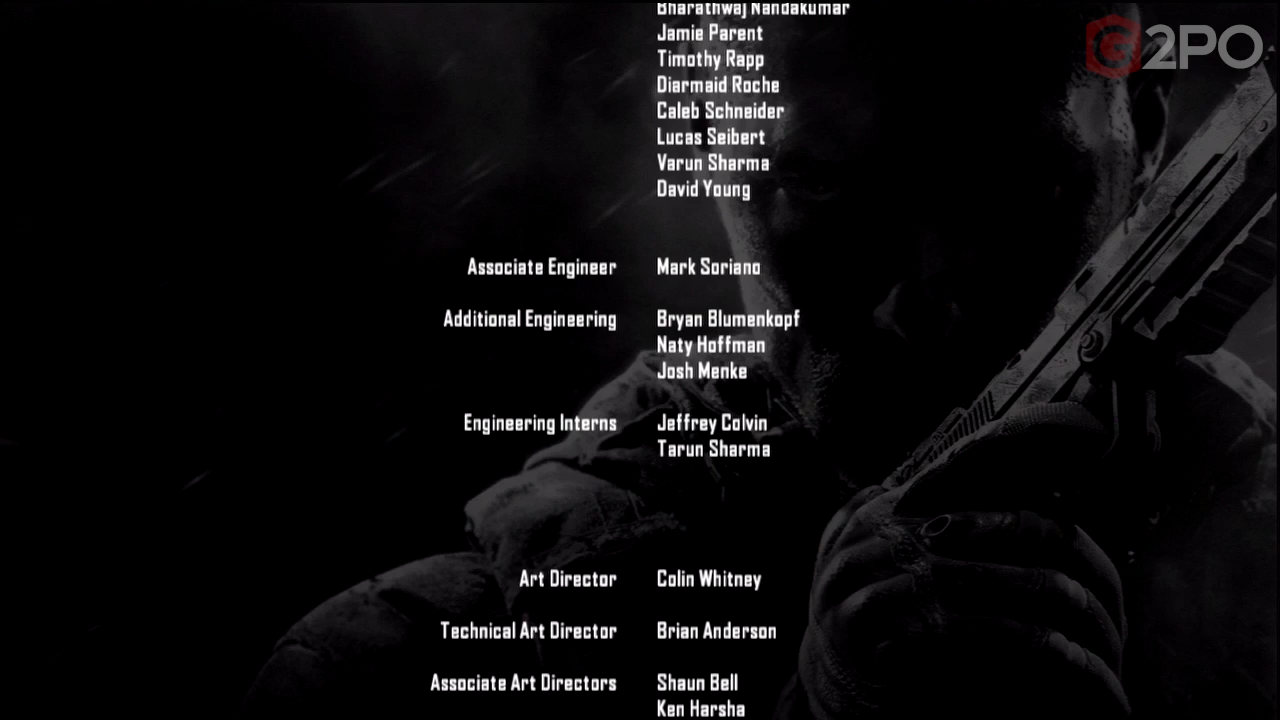 Bharathwaj Nandakumar
G2PO
Jamie Parent
Timothy Rapp
Diarmaid Roche
Caleb Schneider
Lucas Seibert
Varun Sharma
David Young
Associate Engineer Mark Soriano
Additional Engineering Bryan Blumenkopf
Naty Hoffman
Josh Menke
Engineering Interns Jeffrey Colvin
Tarun Sharma
Art Director Colin Whitney
Technical Art Director Brian Anderson
Associate Art Directors Shaun Bell
Ken Harsha